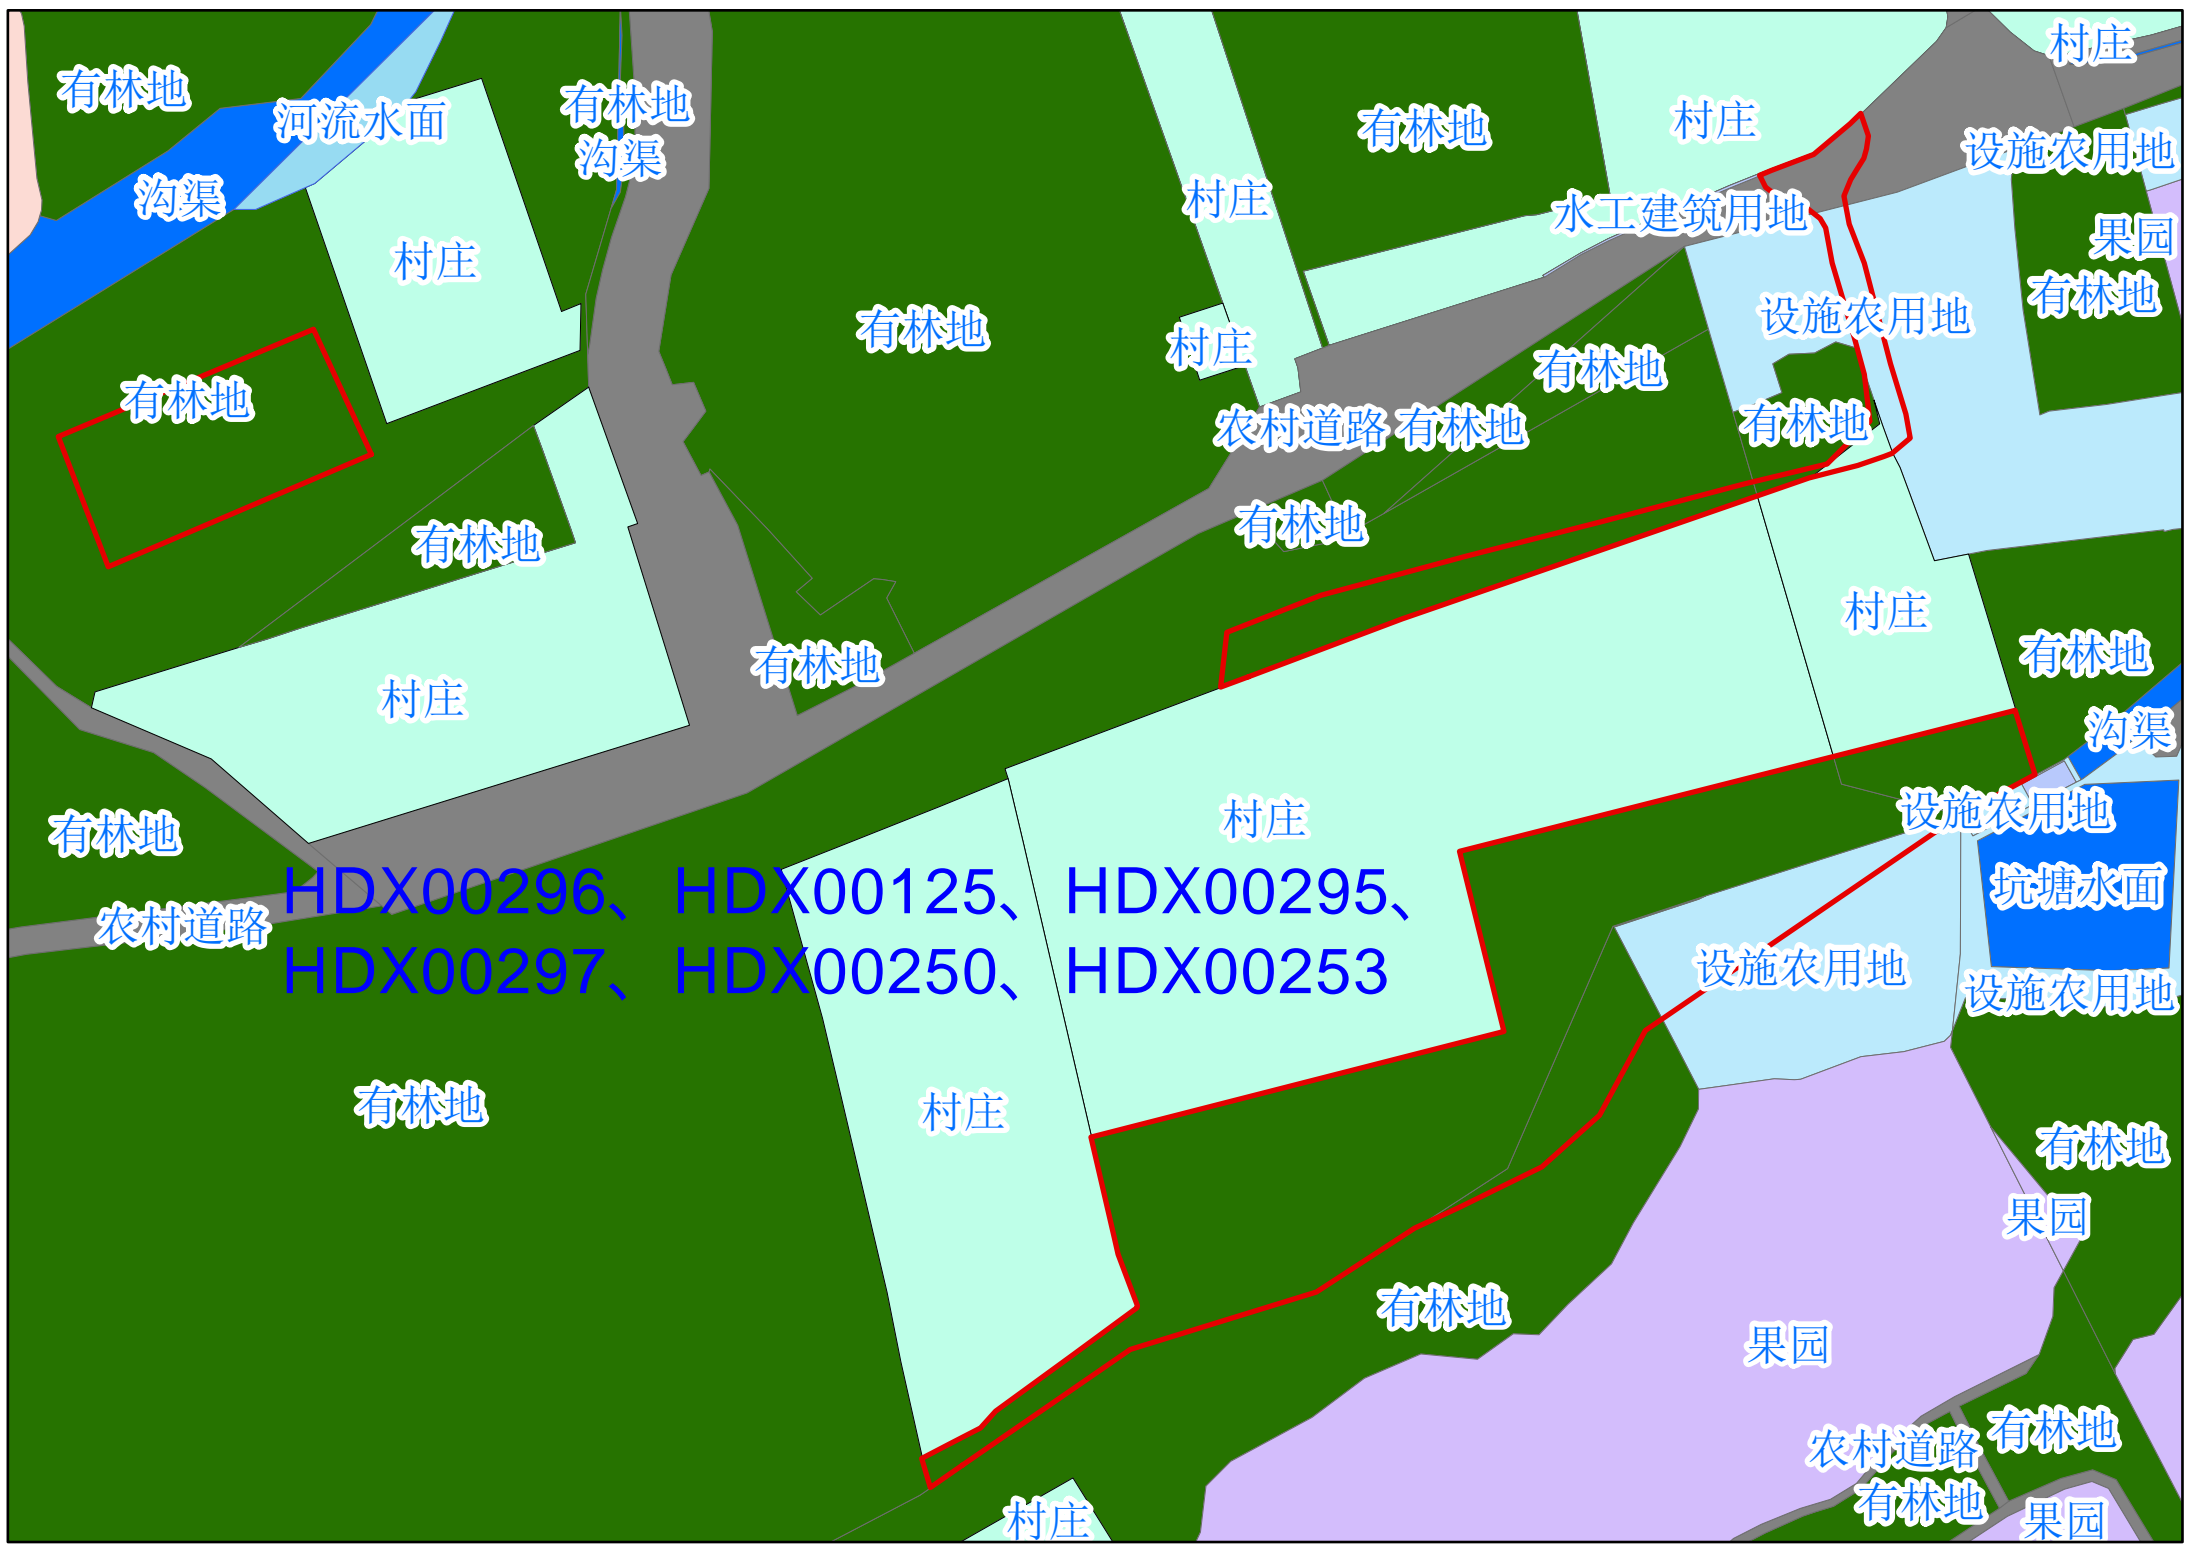 村庄
有林地
有林地
河流水面
村庄
有林地
沟渠
设施农用地
沟渠
村庄
水工建筑用地
果园
村庄
有林地
设施农用地
有林地
村庄
有林地
有林地
有林地
农村道路
有林地
有林地
有林地
有林地
村庄
有林地
有林地
村庄
沟渠
设施农用地
村庄
有林地
坑塘水面
HDX00296、HDX00125、HDX00295、
农村道路
HDX00297、HDX00250、HDX00253
设施农用地
设施农用地
有林地
村庄
有林地
果园
有林地
果园
有林地
农村道路
有林地
村庄
果园